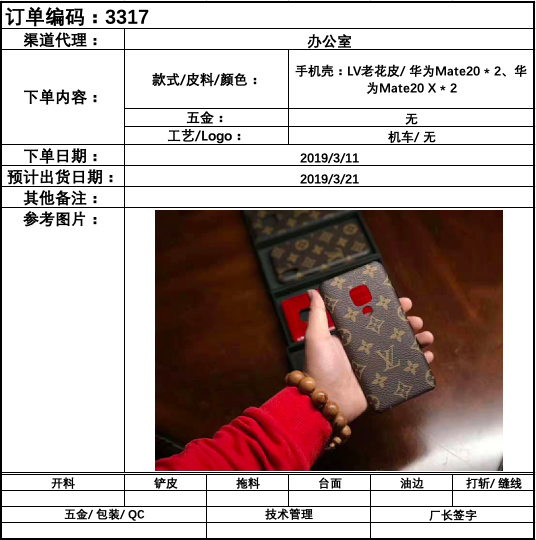 订单编码：3317
渠道代理：
办公室
下单内容：
款式/皮料/颜色：
手机壳：LV老花皮/ 华为Mate20 * 2、华
为Mate20 X * 2
五金：
无
工艺/Logo：
机车/ 无
下单日期：
2019/3/11
预计出货日期：
2019/3/21
其他备注：
参考图片：
开料
铲皮
拖料
台面
油边
打斩/ 缝线
五金/ 包装/ QC
技术管理
厂长签字